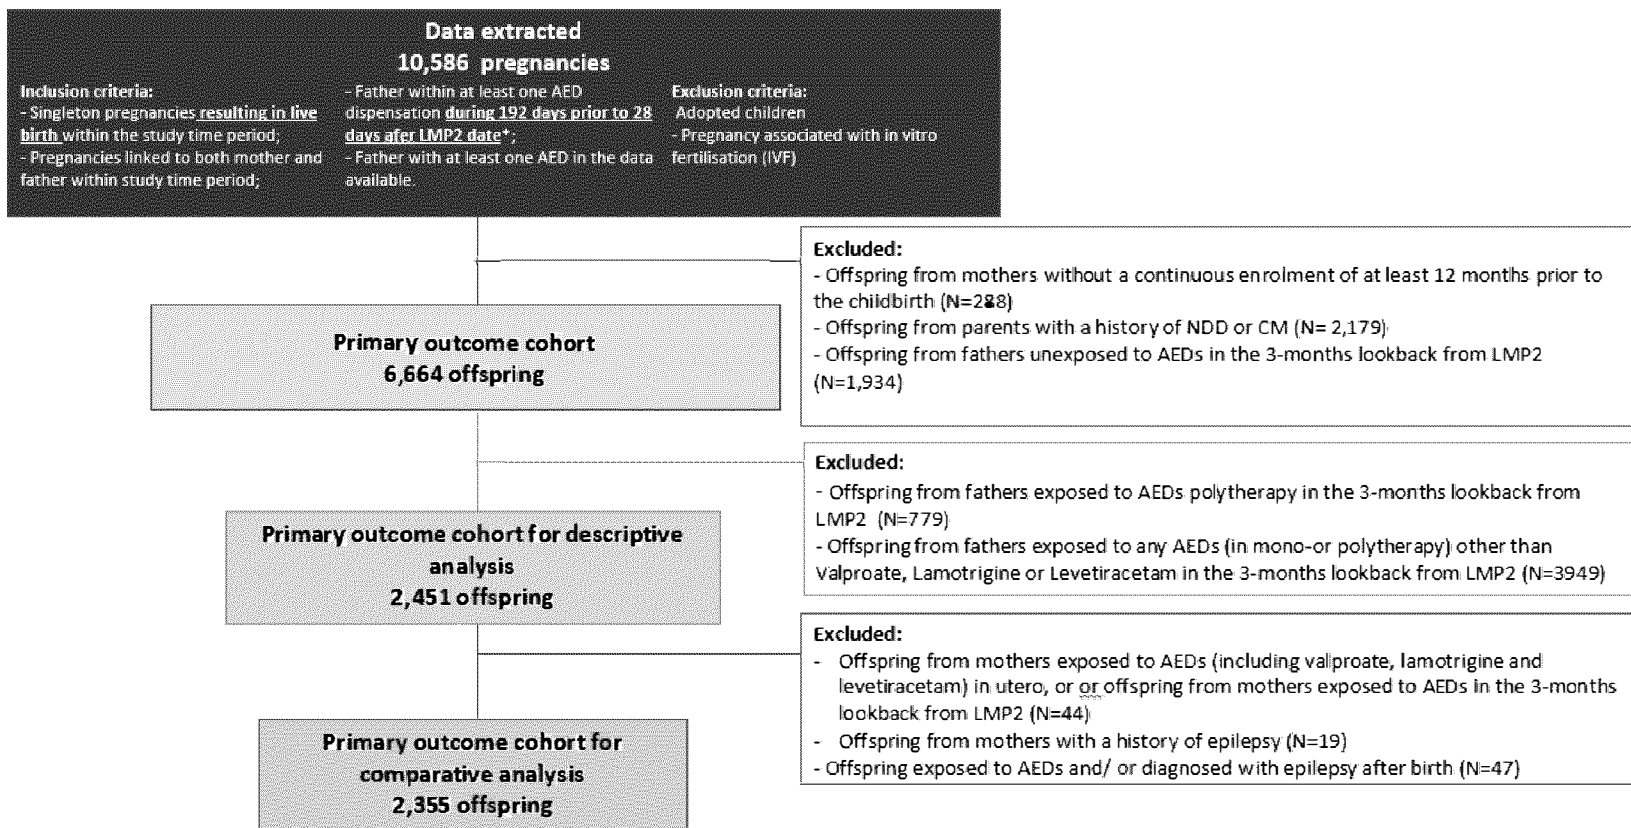 Data extracted
10,586 pregnancies
Inclusion criteria:
- Singleton pregnancies resulting in live
birth within the study time period;
- Pregnancies linked to both mother and
father within study time period;
- Father within at least one AED
dispensation during 192 days prior to 28
days afer LMP2 date*;
- Father with at least one AED in the data
available.
Exclusion criteria:
Adopted children
- Pregnancy associated with in vitro
fertilisation (IVF)
Excluded:
- Offspring from mothers without a continuous enrolment of at least 12 months prior to
the childbirth
- Offspring from parents with a history of NDD or CM (N= 2,179)
- Offspring from fathers unexposed to AEDs in the 3-months lookback from LMP2
(N=1,934)
Primary outcome cohort
6,664 offspring
Excluded:
- Offspring from fathers exposed to AEDs polytherapy in the 3-months lookback from
LMP2 (N=779)
- Offspring from fathers exposed to any AEDs (in mono-or polytherapy) other than
Valproate, Lamotrigine or Levetiracetam in the 3-months lookback from LMP2 (N=3949)
Primary outcome cohort for descriptive
analysis
2,451 offspring
Excluded:
- Offspring from mothers exposed to AEDs (including valproate, lamotrigine and
levetiracetam) in utero, or or offspring from mothers exposed to AEDs in the 3-months
lookback from LMP2 (N=44)
- Offspring from mothers with a history of epilepsy (N=19)
- Offspring exposed to AEDs and/ or diagnosed with epilepsy after birth (N=47)
Primary outcome cohort for
comparative analysis
2,355 offspring